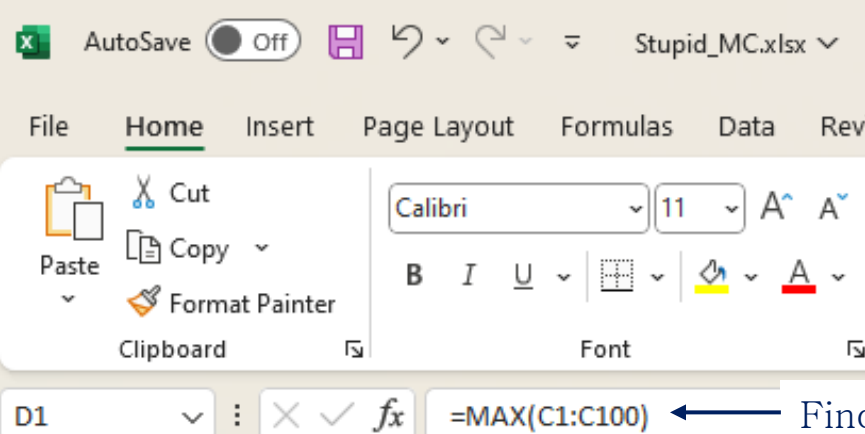 AutoSave Off Stupid_MC.xlsx
File Home Insert Page Layout Formulas Data Rev
Cut
Calibri 11 A A
Copy
Paste
B I U A
Format Painter
Clipboard Font
D1 fx =MAX(C1:C100)